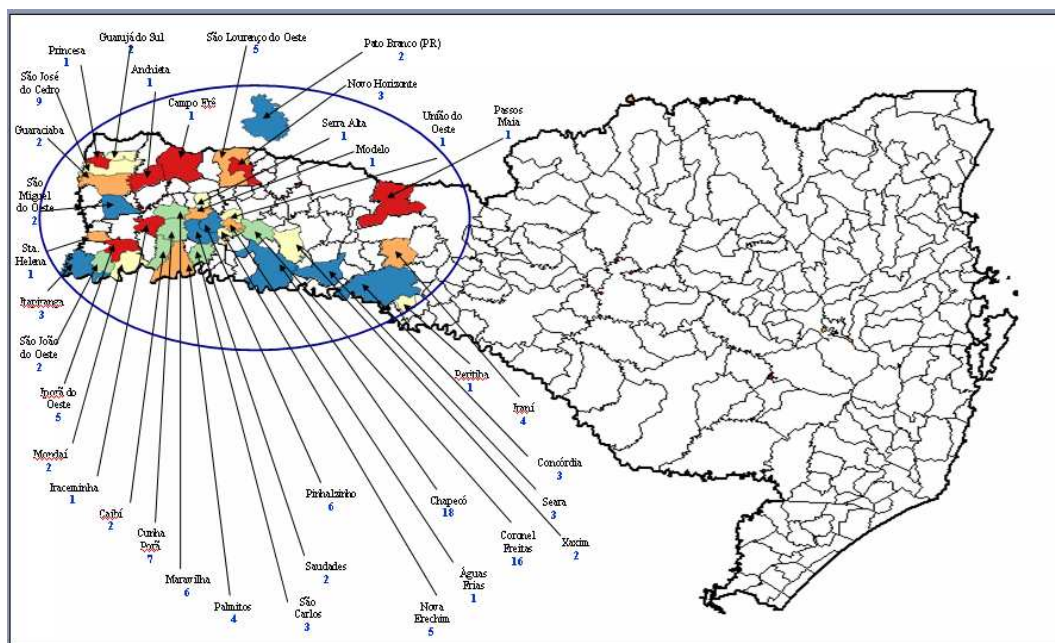 Guarujá do Sul
2
São Lourenço do Oeste
5
Pato Branco (PR)
2
Princesa
1
Anchieta
1
São José
do Cedro
9
Campo Erê
1
Novo Horizonte
3
Guaraciaba
2
Serra Alta
1
União do
Oeste
1
Passos
Maia
1
Modelo
1
São
Miguel
do Oeste
2
Sta.
Helena
1
Itapiranga
3
São João
do Oeste
2
Iporã do
Oeste
5
Mondaí
2
Iraceminha
1
Caibí
2
Cunha
Porã
7
Maravilha
6
Palmitos
4
São
Carlos
3
Saudades
2
Pinhalzinho
6
Nova
Erechim
5
Águas
Frias
1
Chapecó
18
Coronel
Freitas
16
Xaxim
2
Seara
3
Concórdia
3
Iraní
4
Peritiba
1